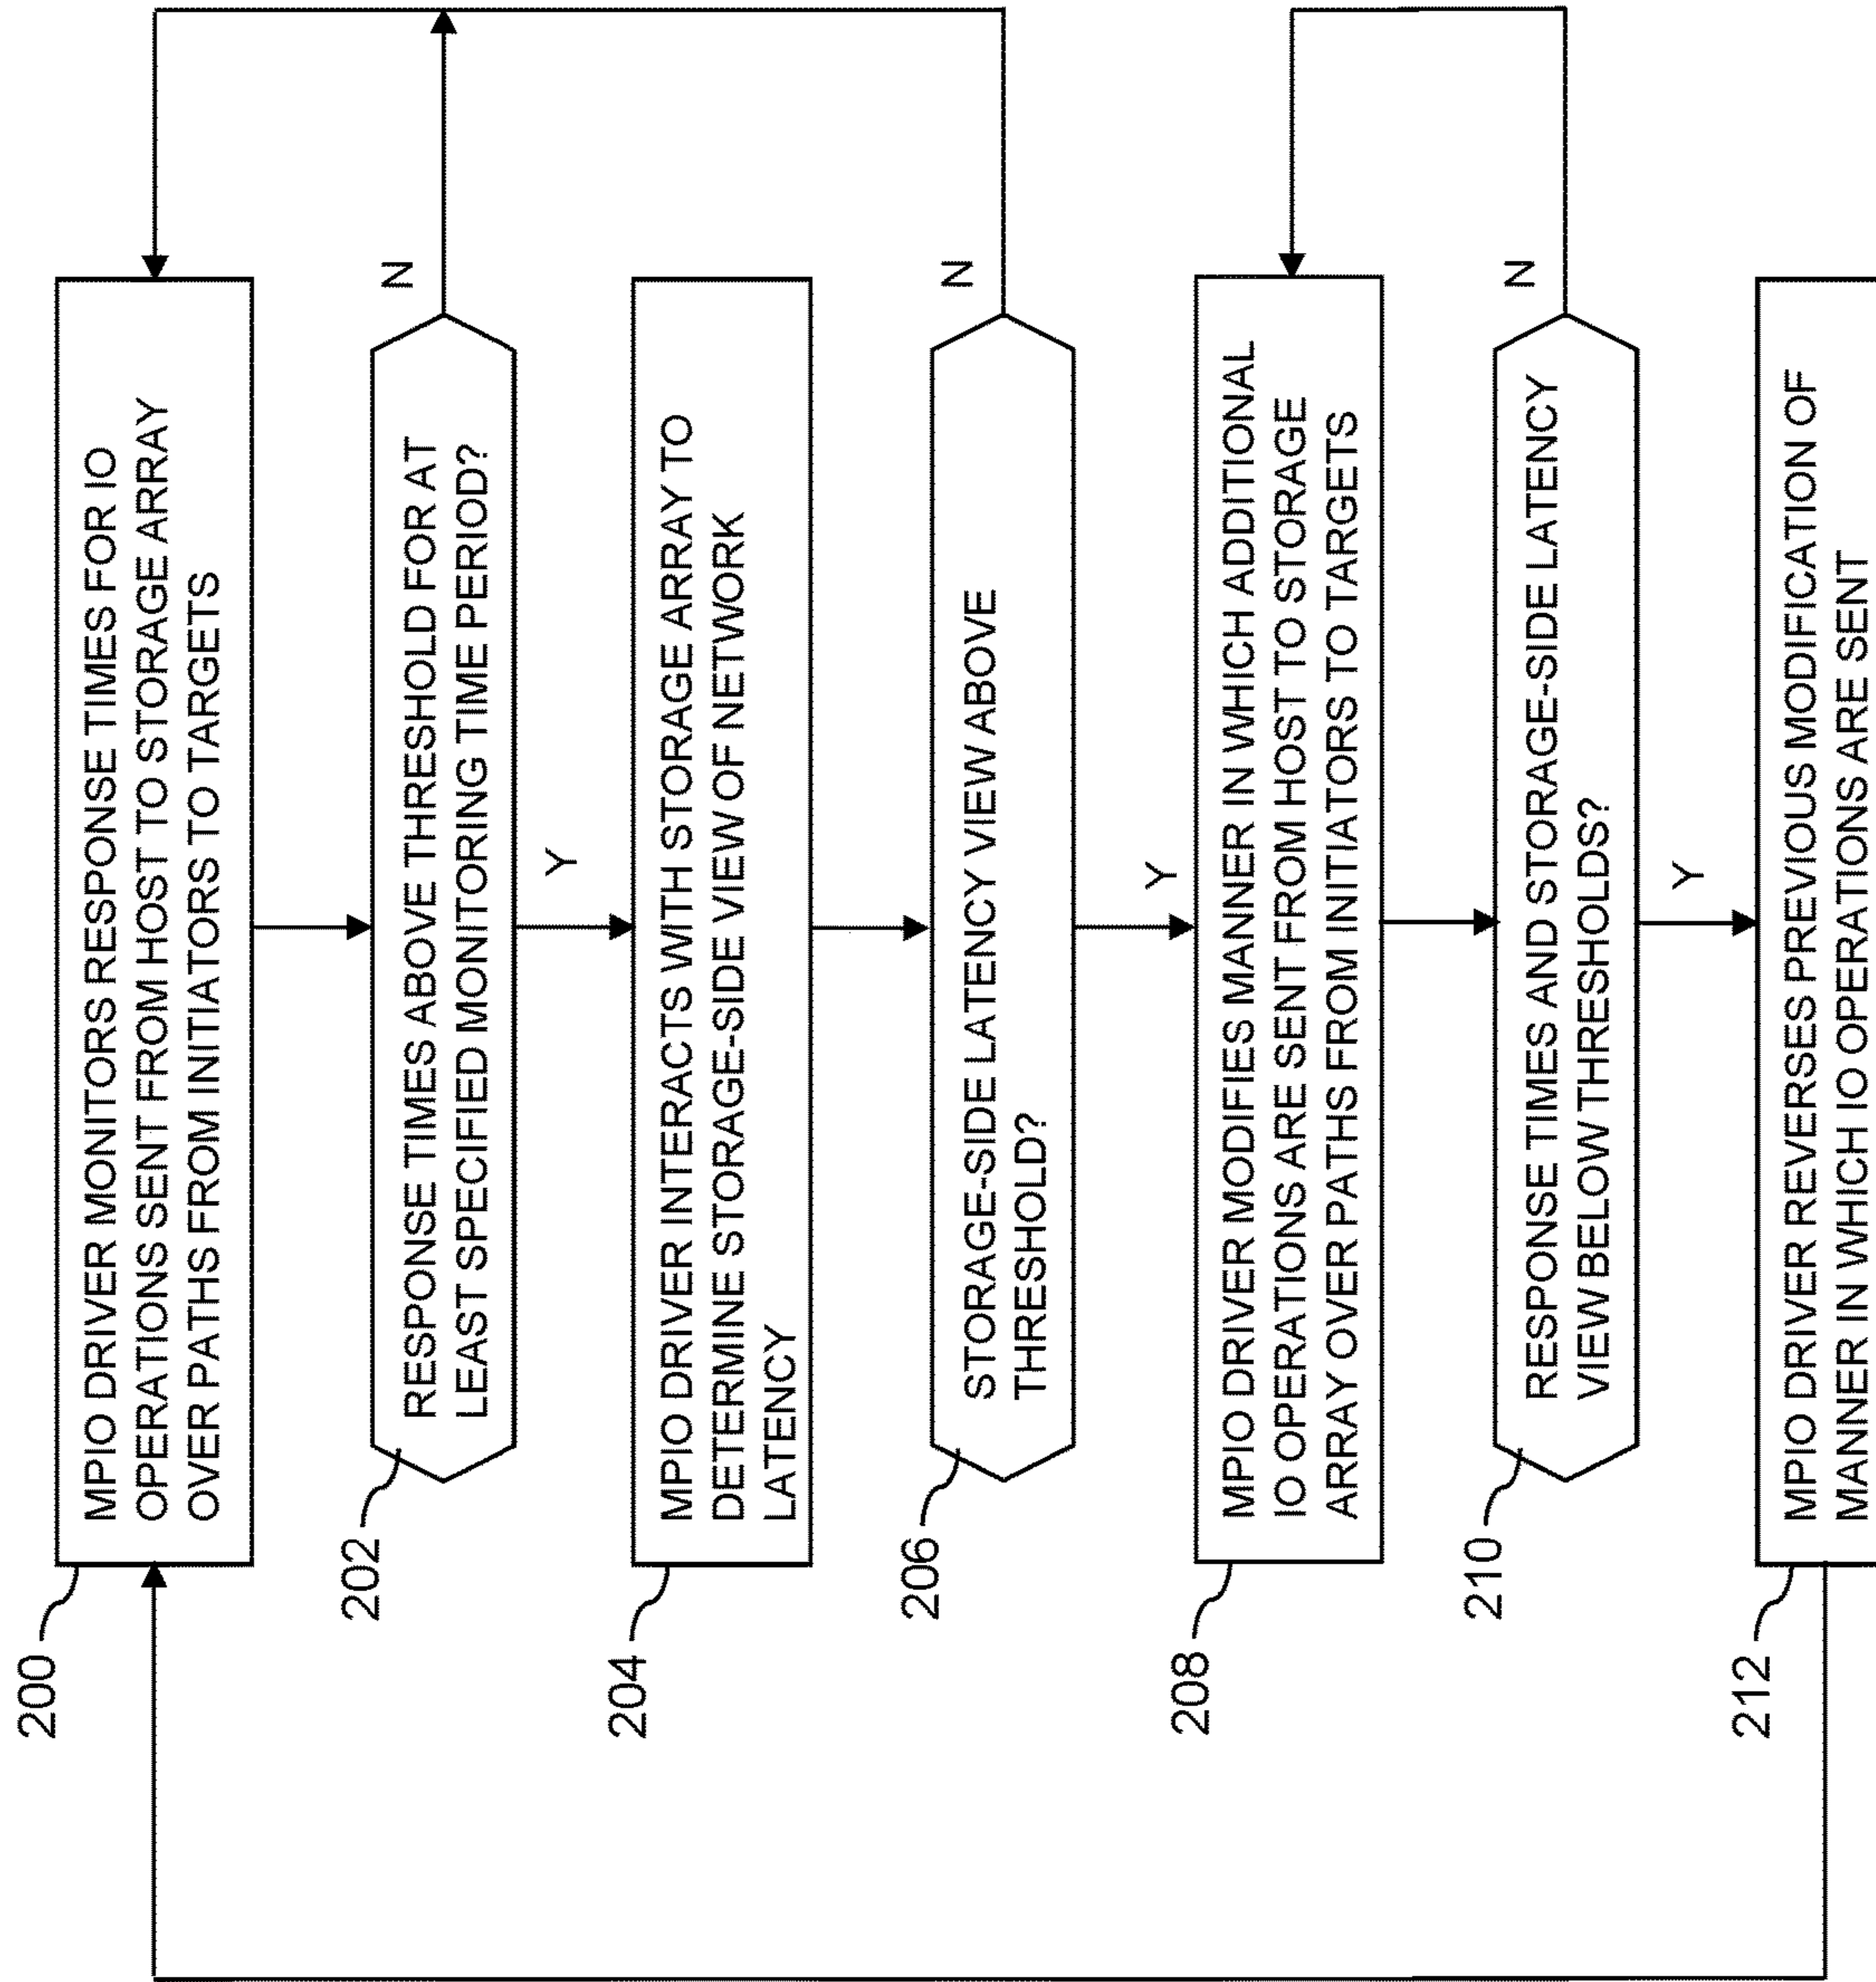 200
MPIO DRIVER MONITORS RESPONSE TIMES FOR IO
OPERATIONS SENT FROM HOST TO STORAGE ARRAY
OVER PATHS FROM INITIATORS TO TARGETS
202
RESPONSE TIMES ABOVE THRESHOLD FOR AT
LEAST SPECIFIED MONITORING TIME PERIOD?
N
Y
204
MPIO DRIVER INTERACTS WITH STORAGE ARRAY TO
DETERMINE STORAGE-SIDE VIEW OF NETWORK
LATENCY
206
STORAGE-SIDE LATENCY VIEW ABOVE
THRESHOLD?
N
Y
208
MPIO DRIVER MODIFIES MANNER IN WHICH ADDITIONAL
IO OPERATIONS ARE SENT FROM HOST TO STORAGE
ARRAY OVER PATHS FROM INITIATORS TO TARGETS
210
RESPONSE TIMES AND STORAGE-SIDE LATENCY
VIEW BELOW THRESHOLDS?
N
Y
212
MPIO DRIVER REVERSES PREVIOUS MODIFICATION OF
MANNER IN WHICH IO OPERATIONS ARE SENT